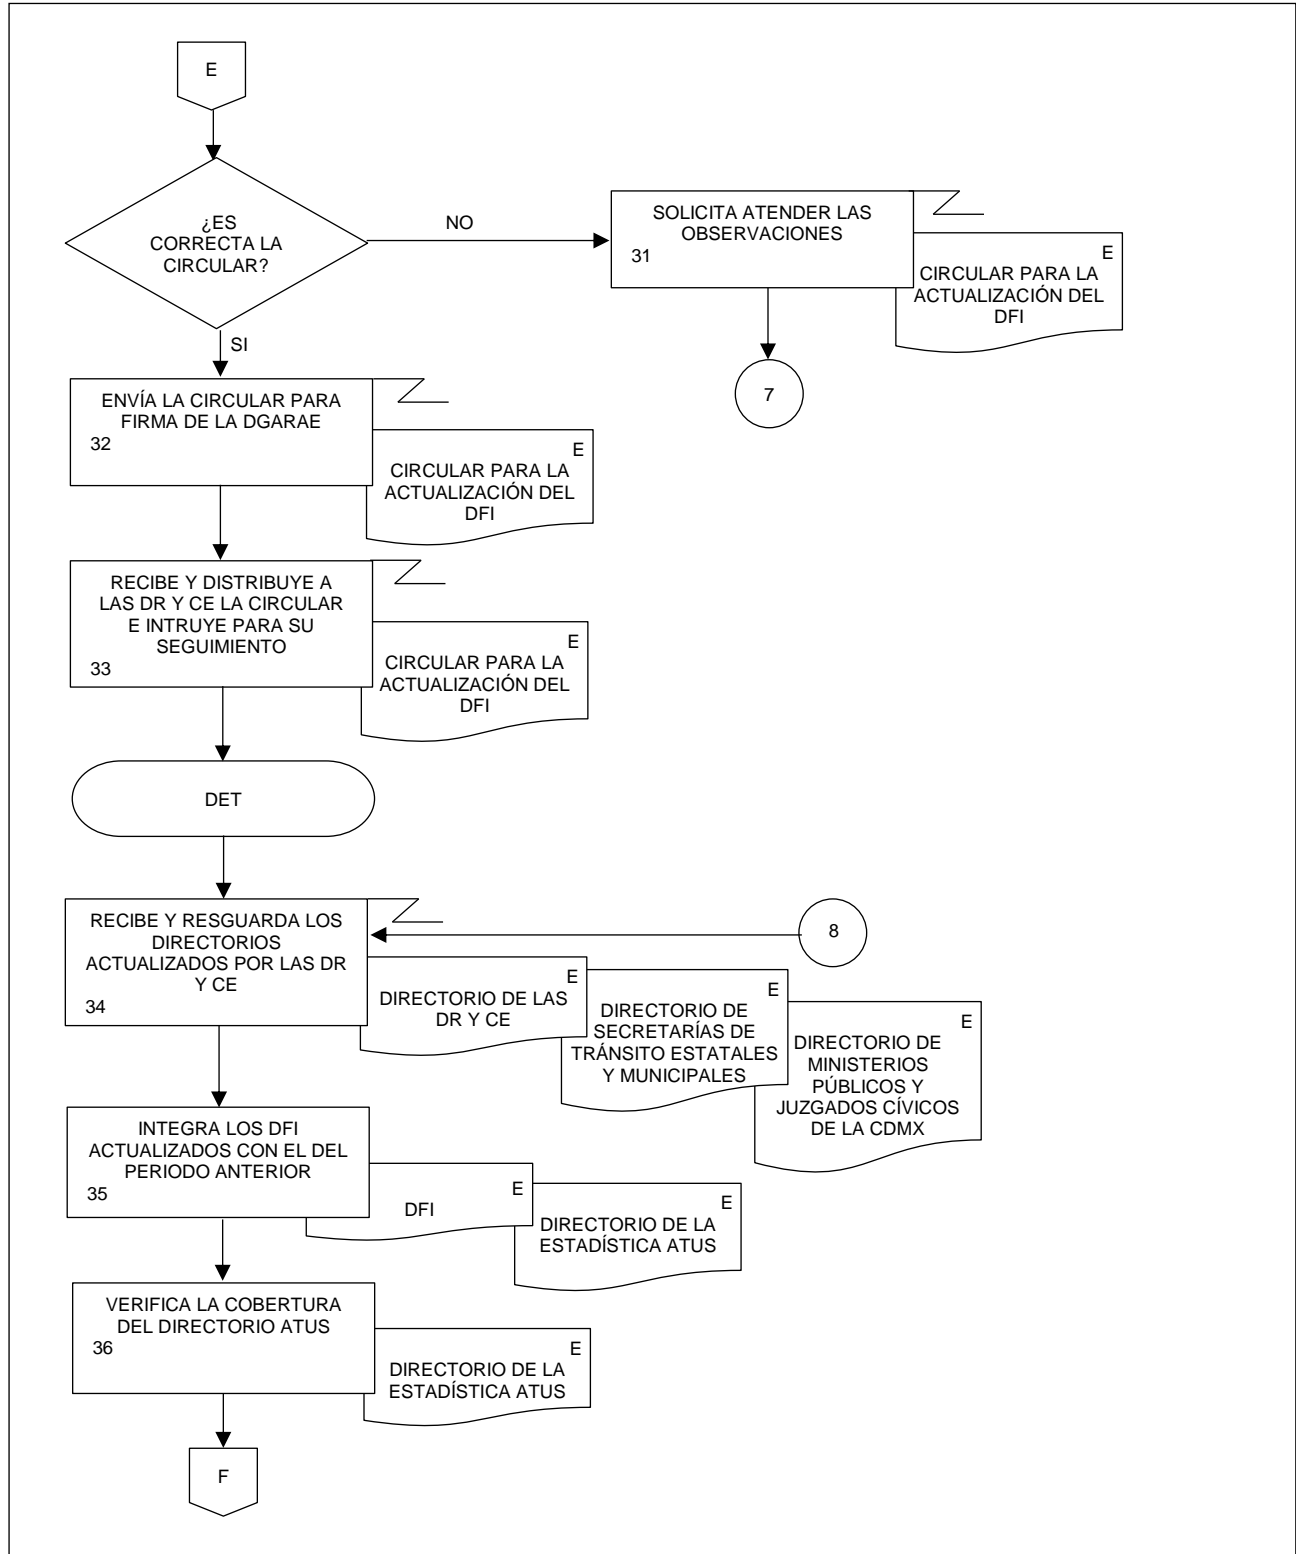 E
¿ES
CORRECTA LA
CIRCULAR?
NO
SOLICITA ATENDER LAS
OBSERVACIONES
31
E
CIRCULAR PARA LA
ACTUALIZACIÓN DEL
DFI
7
SI
ENVÍA LA CIRCULAR PARA
FIRMA DE LA DGARAE
32
E
CIRCULAR PARA LA
ACTUALIZACIÓN DEL
DFI
RECIBE Y DISTRIBUYE A
LAS DR Y CE LA CIRCULAR
E INTRUYE PARA SU
SEGUIMIENTO
33
E
CIRCULAR PARA LA
ACTUALIZACIÓN DEL
DFI
DET
8
RECIBE Y RESGUARDA LOS
DIRECTORIOS
ACTUALIZADOS POR LAS DR
Y CE
34
E
DIRECTORIO DE LAS
DR Y CE
E
DIRECTORIO DE
SECRETARÍAS DE
TRÁNSITO ESTATALES
Y MUNICIPALES
E
DIRECTORIO DE
MINISTERIOS
PÚBLICOS Y
JUZGADOS CÍVICOS
DE LA CDMX
INTEGRA LOS DFI
ACTUALIZADOS CON EL DEL
PERIODO ANTERIOR
35
E
DFI
E
DIRECTORIO DE LA
ESTADÍSTICA ATUS
VERIFICA LA COBERTURA
DEL DIRECTORIO ATUS
36
E
DIRECTORIO DE LA
ESTADÍSTICA ATUS
F